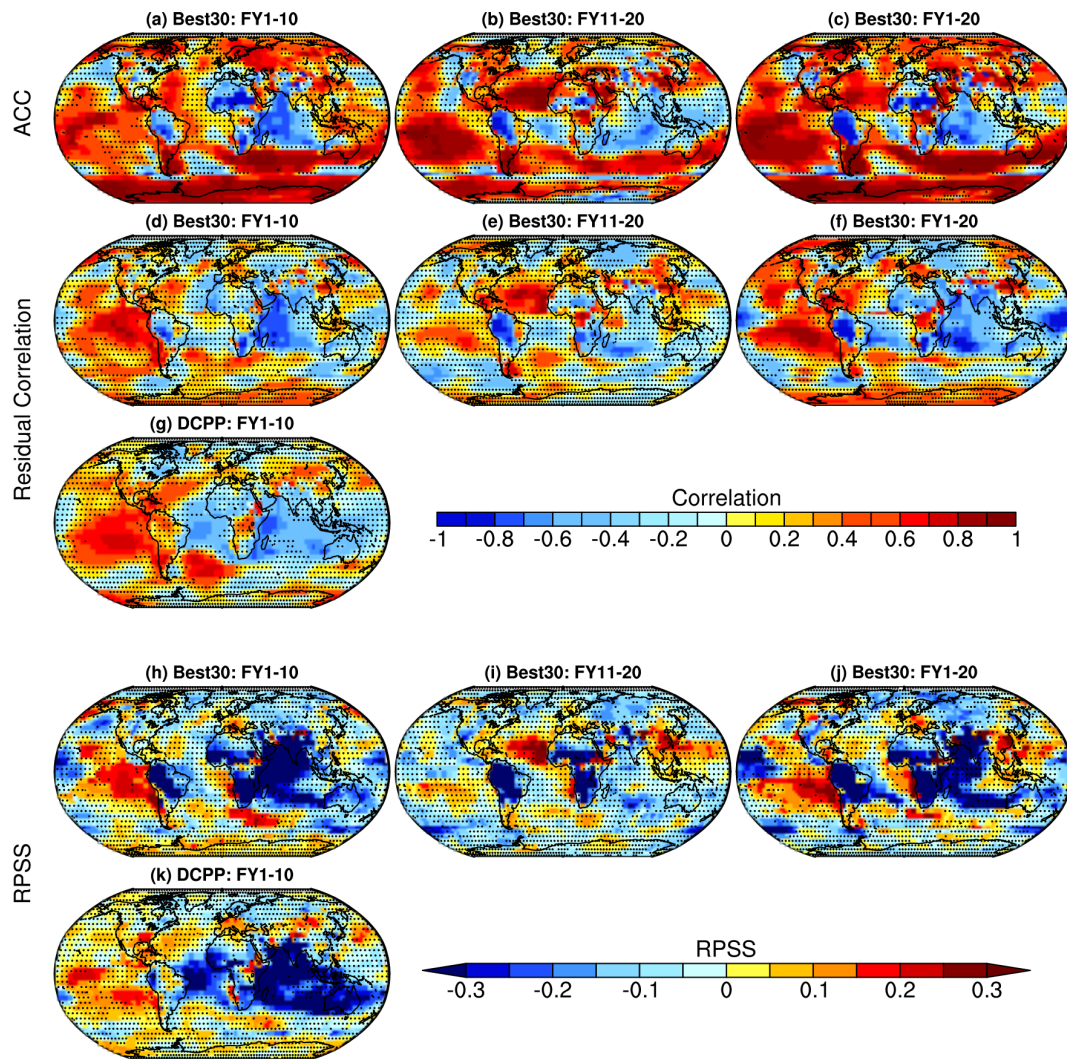 (a) Best30: FY1-10
(b) Best30: FY11-20
(c) Best30: FY1-20
ACC
(d) Best30: FY1-10
(e) Best30: FY11-20
(f) Best30: FY1-20
Residual Correlation
(g) DCPP: FY1-10
Correlation
-1 -0.8 -0.6 -0.4 -0.2 0 0.2 0.4 0.6 0.8 1
(h) Best30: FY1-10
(i) Best30: FY11-20
(j) Best30: FY1-20
RPSS
(k) DCPP: FY1-10
RPSS
-0.3 -0.2 -0.1 0 0.1 0.2 0.3